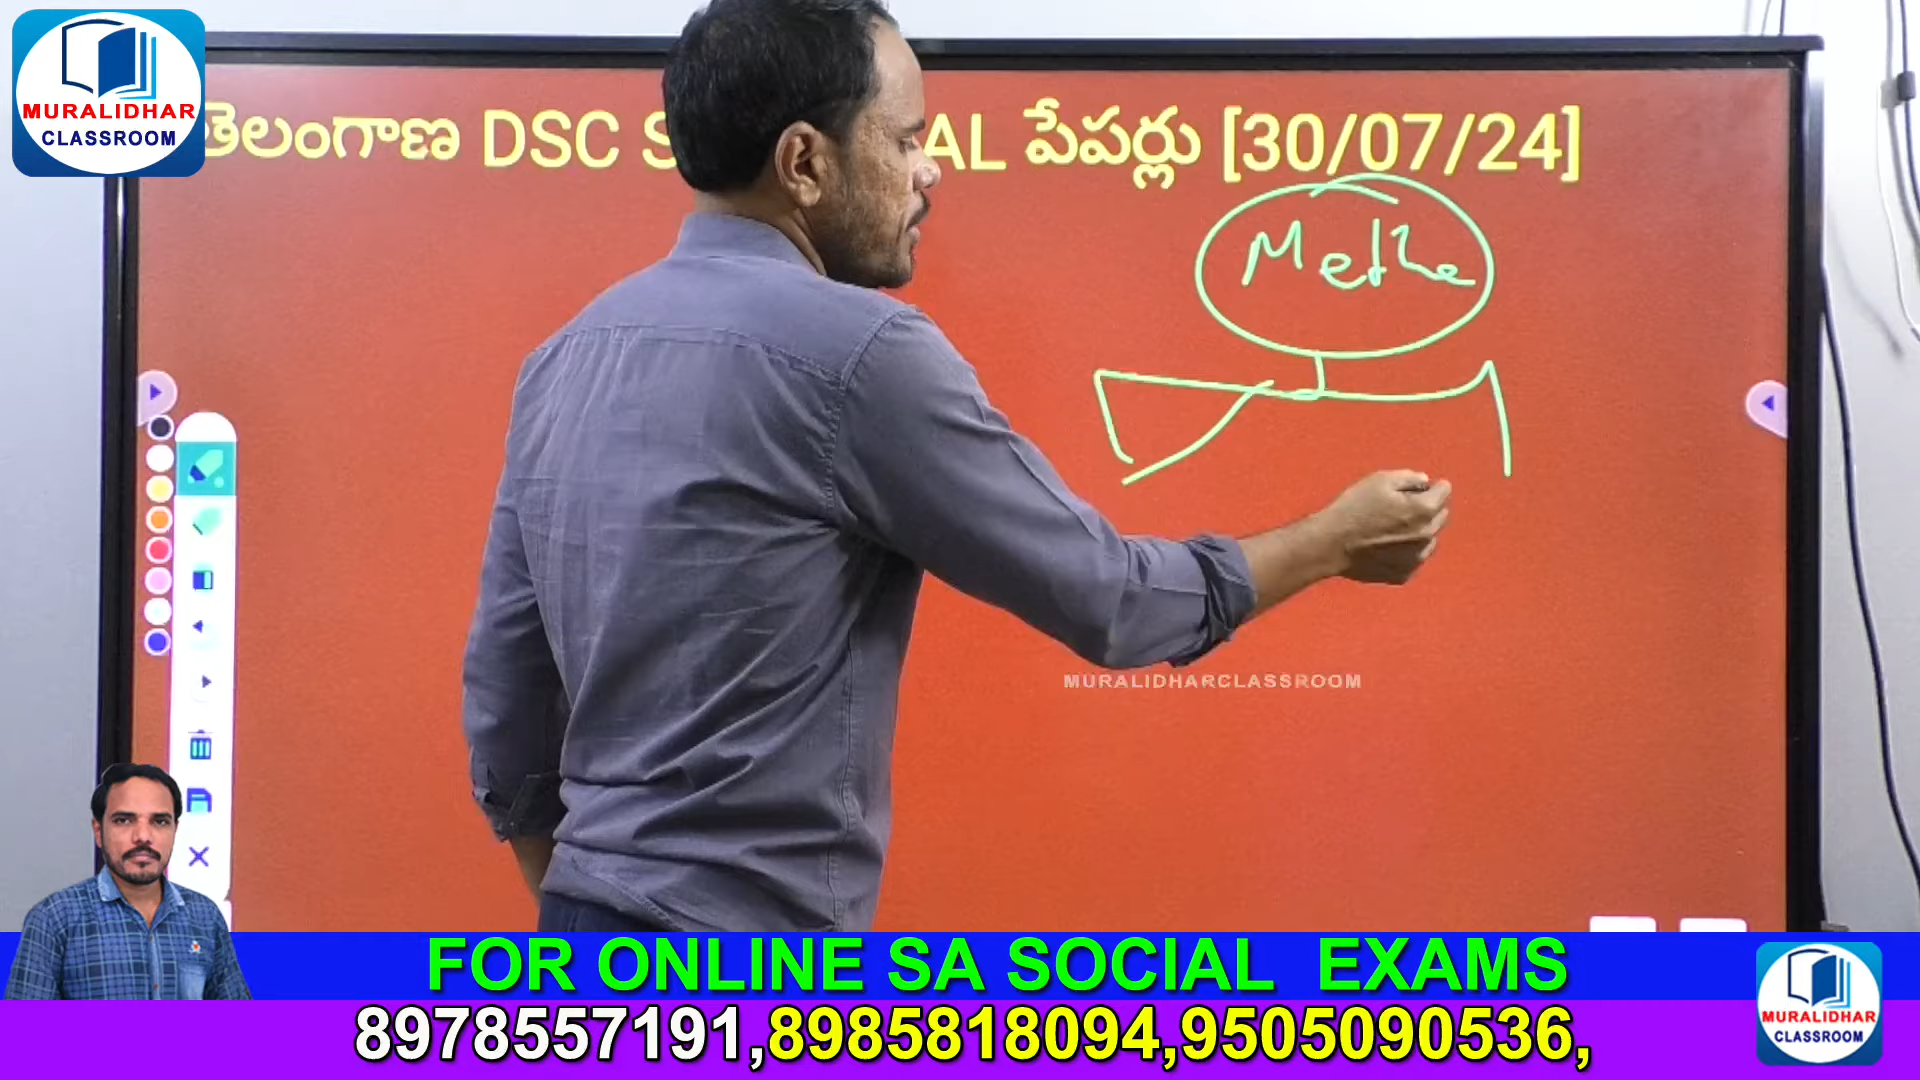 MURALIDHAR
CLASSROOM
తెలంగాణ DSC S AL పేపర్లు [30/07/24]
MURALIDHARCLASSROOM
FOR ONLINE SA SOCIAL EXAMS
8978557191,8985818094,9505090536,
MURALIDHAR
CLASSROOM